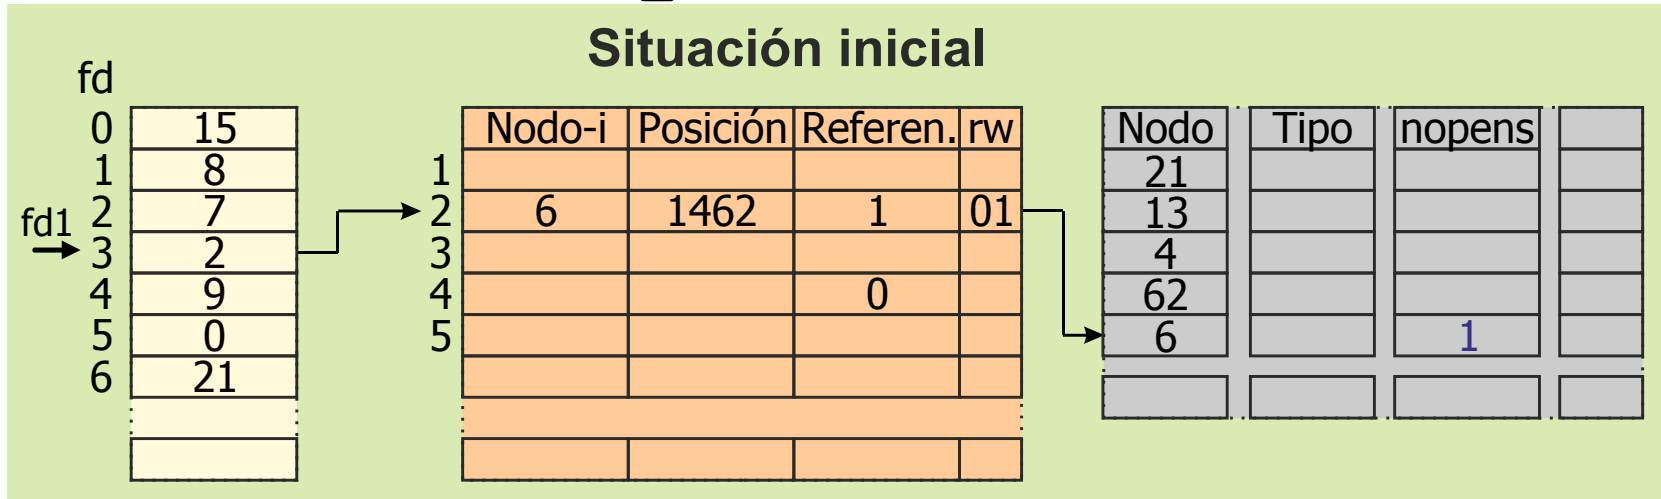 Situación inicial
fd
0 15 Nodo-i Posición Referen. rw Nodo Tipo nopens
1 8 1 21
fd1 2 7 2 6 1462 1 01 13
3 2 3 4
4 9 4 0 62
5 0 5 6 1
6 21